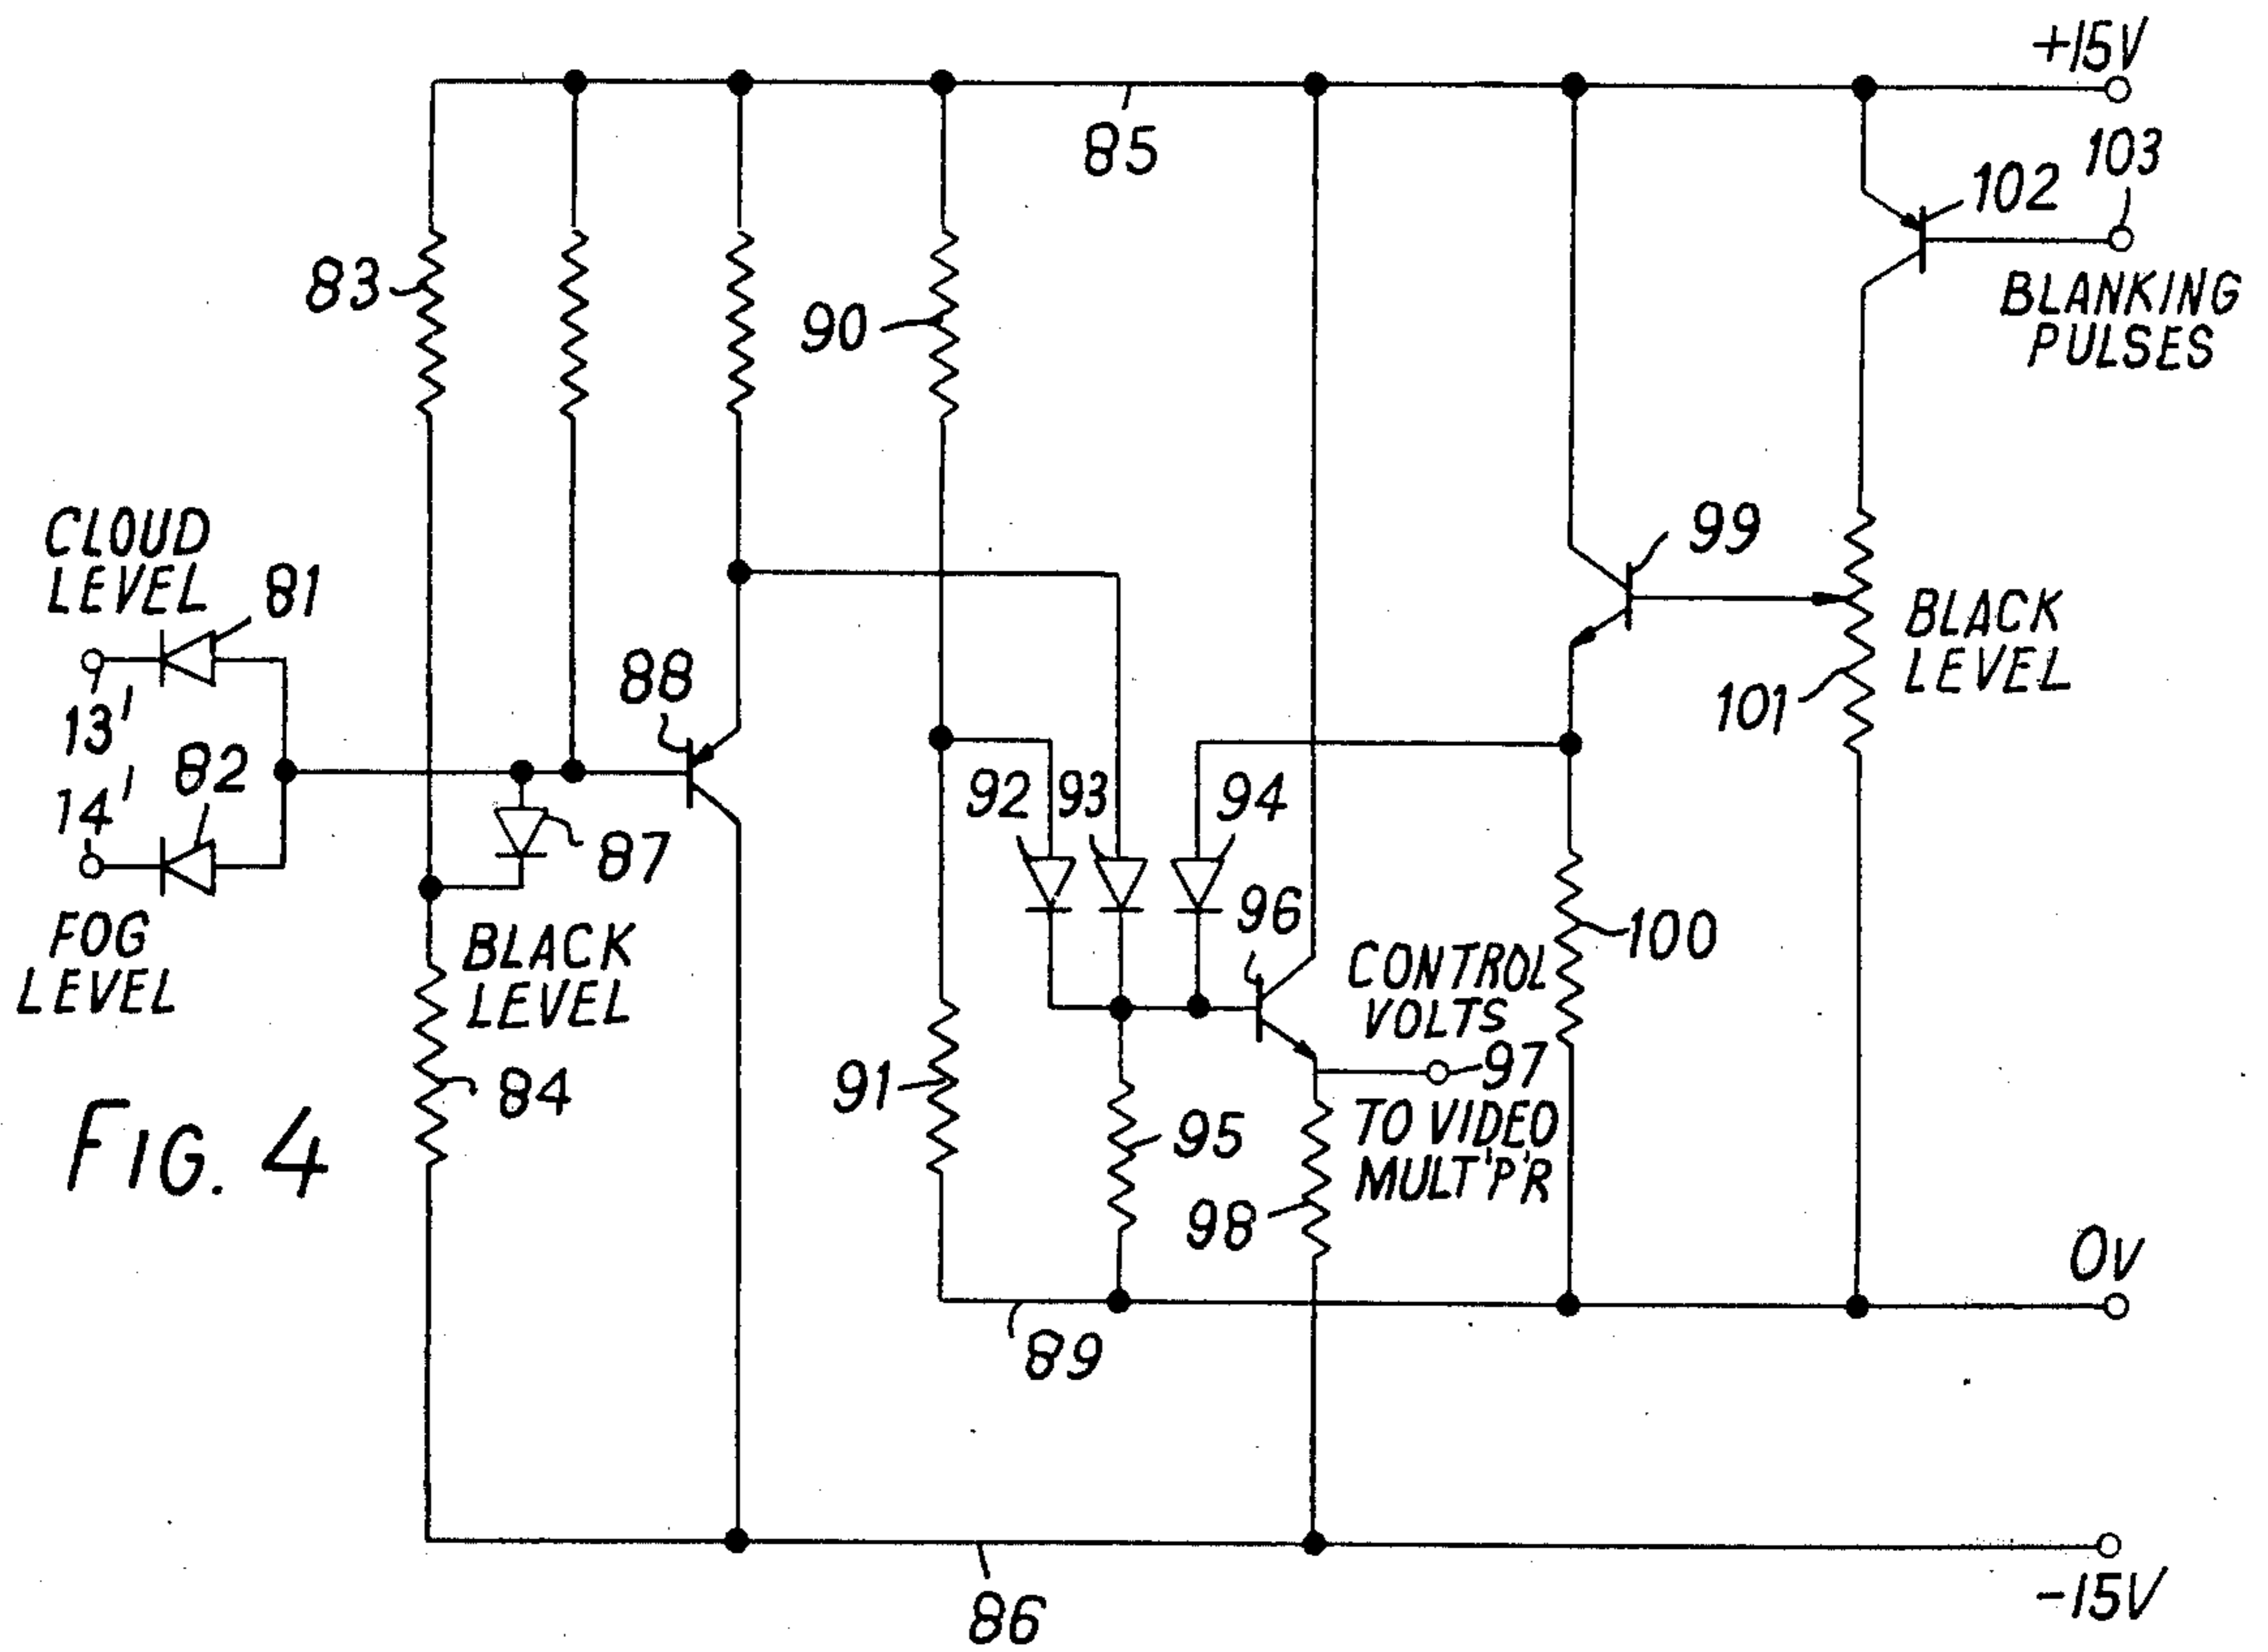 +15V
85
103
102
BLANKING
PULSES
83
90
CLOUD
LEVEL
81
99
BLACK
LEVEL
101
88
13'
82
14'
92
93
94
87
96
FOG
LEVEL
BLACK
LEVEL
100
CONTROL
VOLTS
97
84
91
95
TO VIDEO
MULT'P'R
98
FIG. 4
0V
89
86
-15V